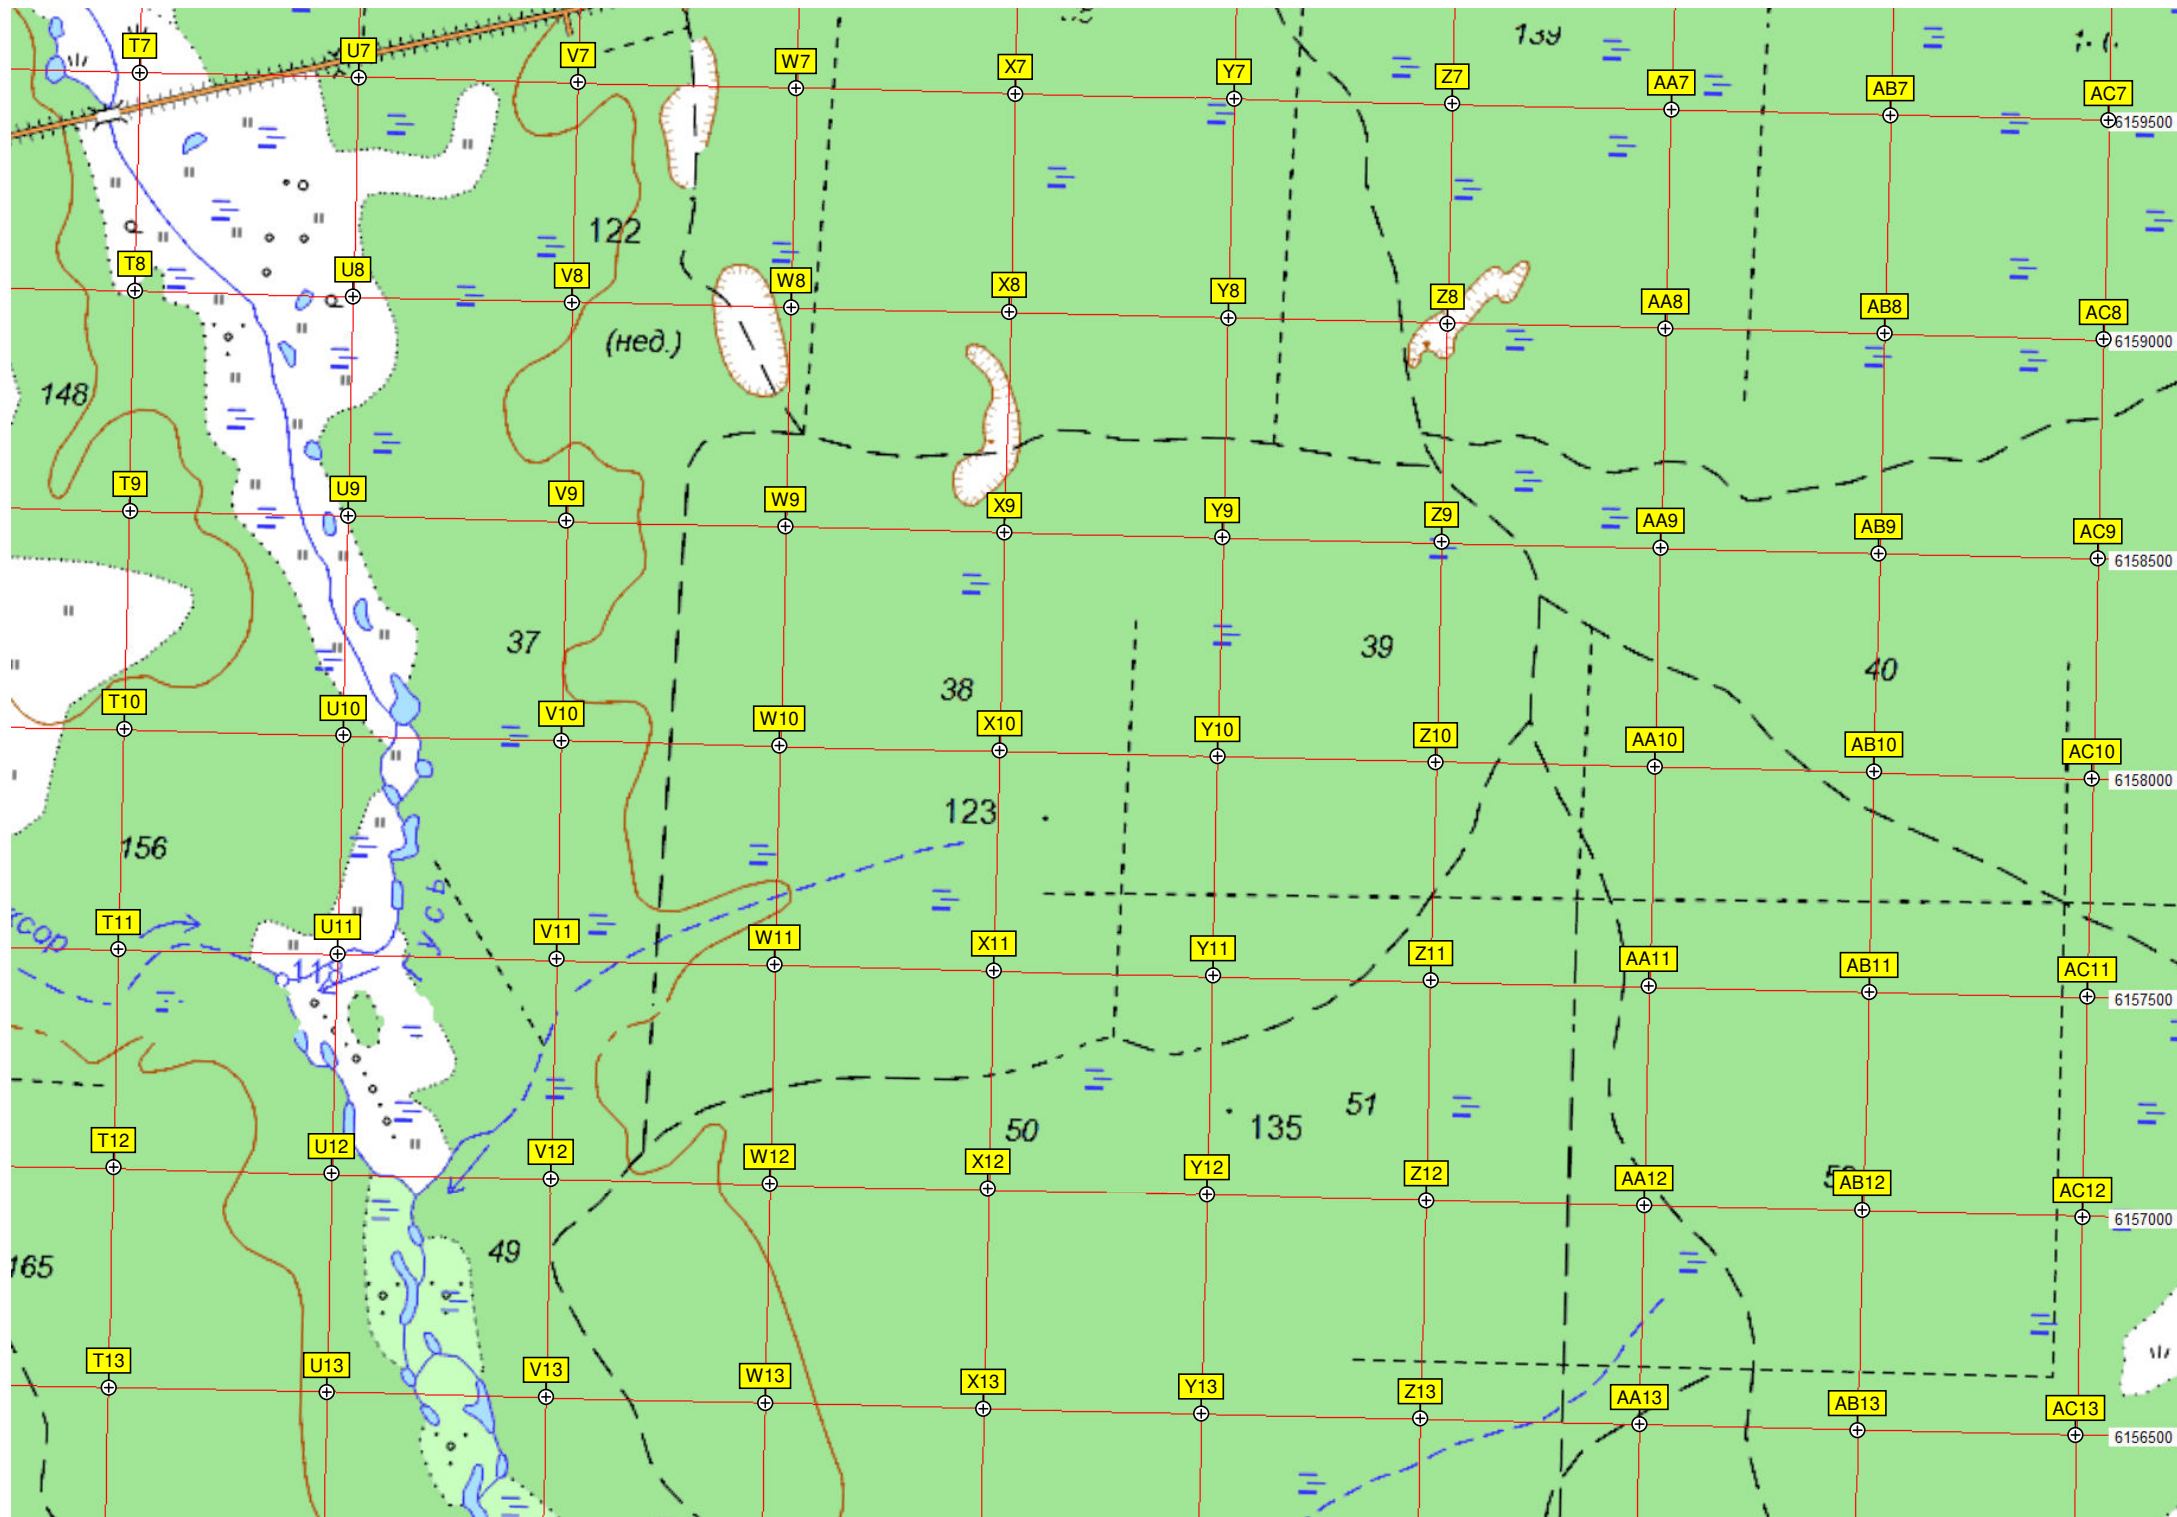 139
T7 U7 V7 W7 X7 Y7 Z7 AA7 AB7 AC7
6159500
122
T8 U8 V8 W8 X8 Y8 Z8 AA8 AB8 AC8
(нед.)
6159000
148
T9 U9 V9 W9 X9 Y9 Z9 AA9 AB9 AC9
6158500
37 39
38 40
T10 U10 V10 W10 X10 Y10 Z10 AA10 AB10 AC10
6158000
123
156
усь
T11 U11 V11 W11 X11 Y11 Z11 AA11 AB11 AC11
сор
118
6157500
51
50 135
T12 U12 V12 W12 X12 Y12 Z12 AA12 AB12 AC12
6157000
49
165
T13 U13 V13 W13 X13 Y13 Z13 AA13 AB13 AC13
6156500